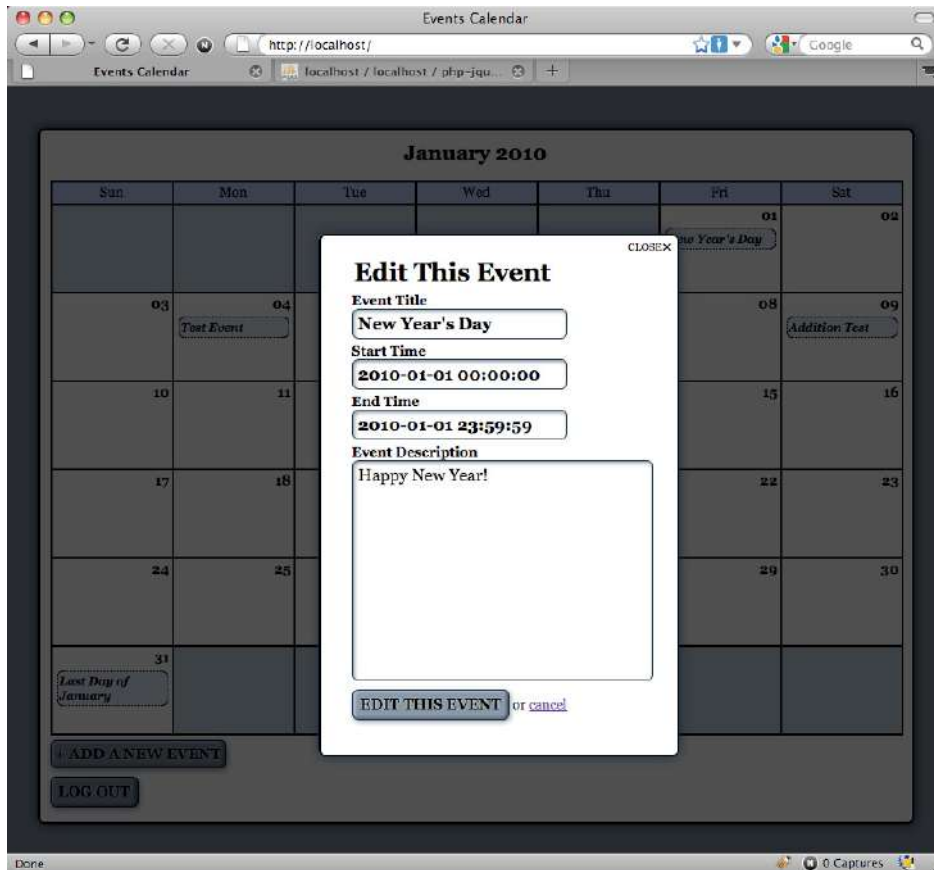 Events Calendar
http://localhost/
Google
Events Calendar
localhost / localhost / php-jqu...
January 2010
Sun Mon Tue Wed Thu Fri Sat
01 02
New Year's Day
CLOSE×
Edit This Event
Event Title
New Year's Day
Start Time
2010-01-01 00:00:00
End Time
2010-01-01 23:59:59
Event Description
Happy New Year!
EDIT THIS EVENT or cancel
03 04 08 09
Test Event Addition Test
10 11 15 16
17 18 22 23
24 25 29 30
31
Last Day of
January
+ ADD A NEW EVENT
LOG OUT
Done
0 Captures